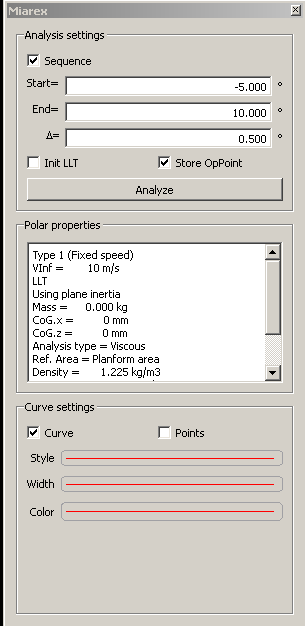 Miarex
Analysis settings
Sequence
Start= -5.000 °
End= 10.000 °
Δ= 0.500 °
Init LLT Store OpPoint
Analyze
Polar properties
Type 1 (Fixed speed)
VInf = 10 m/s
LLT
Using plane inertia
Mass = 0.000 kg
CoG.x = 0 mm
CoG.z = 0 mm
Analysis type = Viscous
Ref. Area = Planform area
Density = 1.225 kg/m3
Curve settings
Curve Points
Style
Width
Color